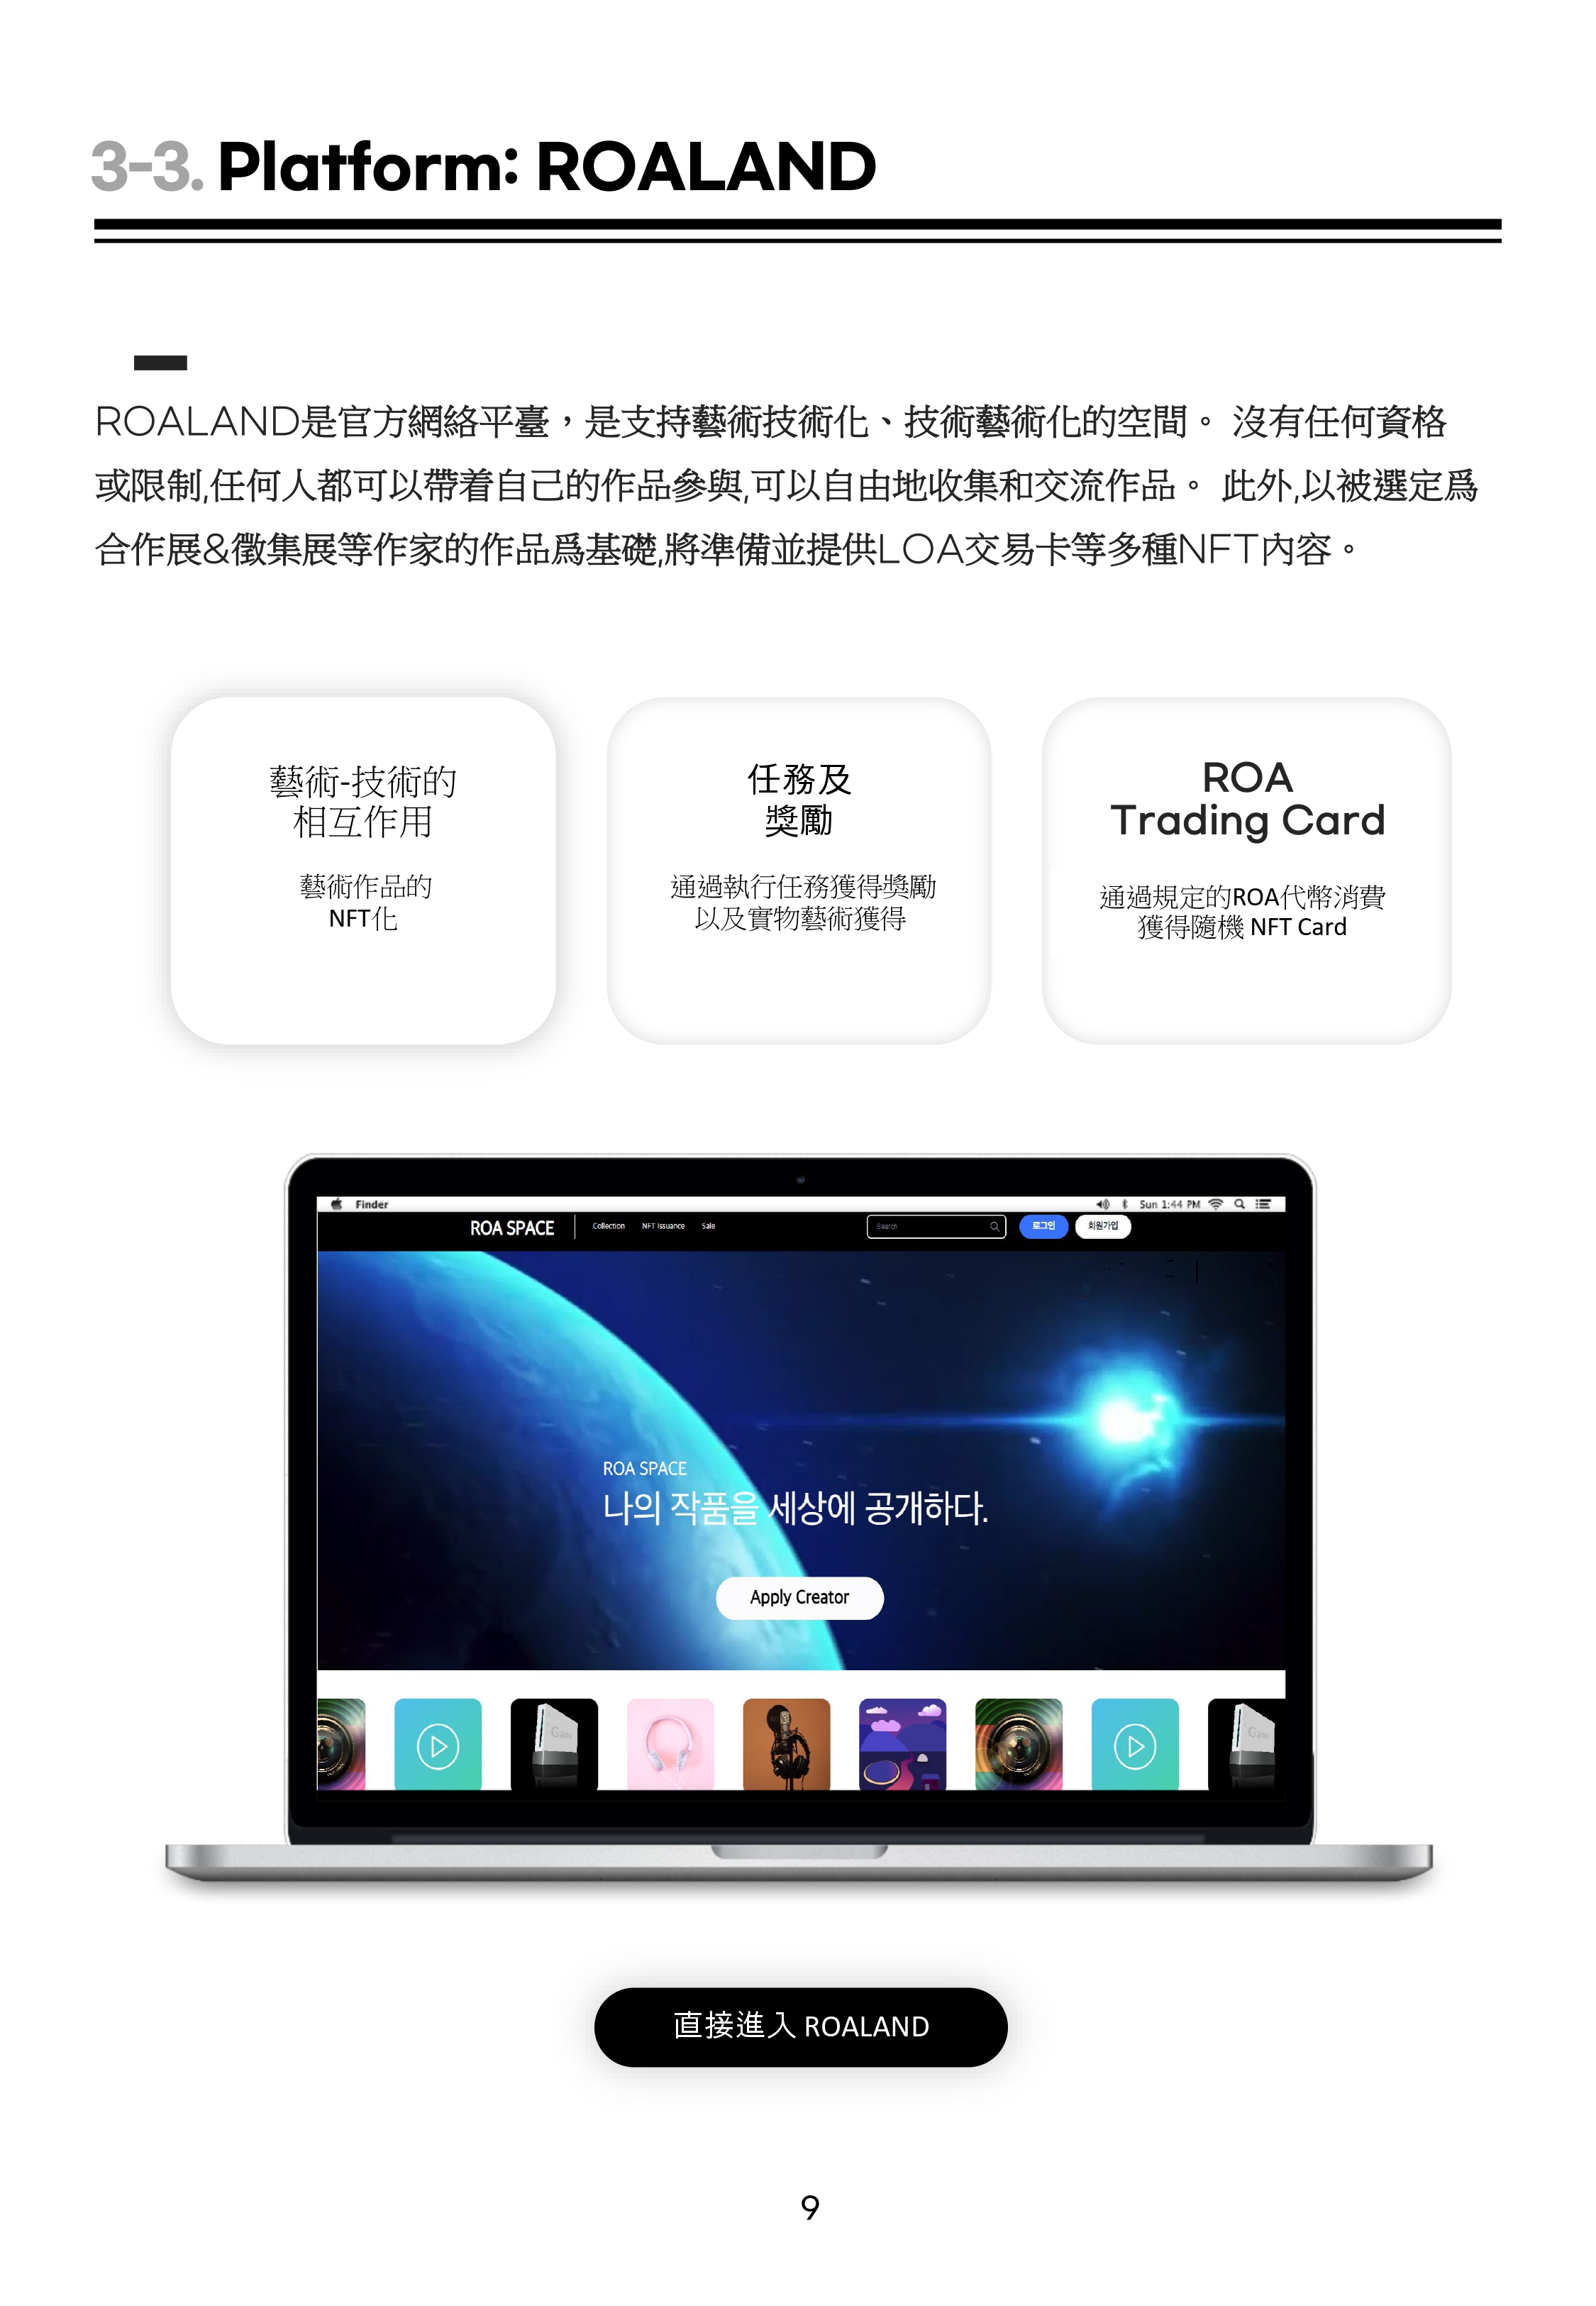 3-3. Platform: ROALAND
ROALAND是官方網絡平臺，是支持藝術技術化、技術藝術化的空間。 沒有任何資格
或限制,任何人都可以帶着自己的作品參與,可以自由地收集和交流作品。 此外,以被選定爲
合作展&徵集展等作家的作品爲基礎,將準備並提供LOA交易卡等多種NFT內容。
藝術-技術的
相互作用
藝術作品的
NFT化
任務及
獎勵
通過執行任務獲得獎勵
以及實物藝術獲得
ROA
Trading Card
通過規定的ROA代幣消費
獲得隨機 NFT Card
Finder Sun 1:44 PM
ROA SPACE Collection NFT Issuance Sale Search 로그인 회원가입
ROA SPACE
나의 작품을 세상에 공개하다.
Apply Creator
直接進入 ROALAND
9